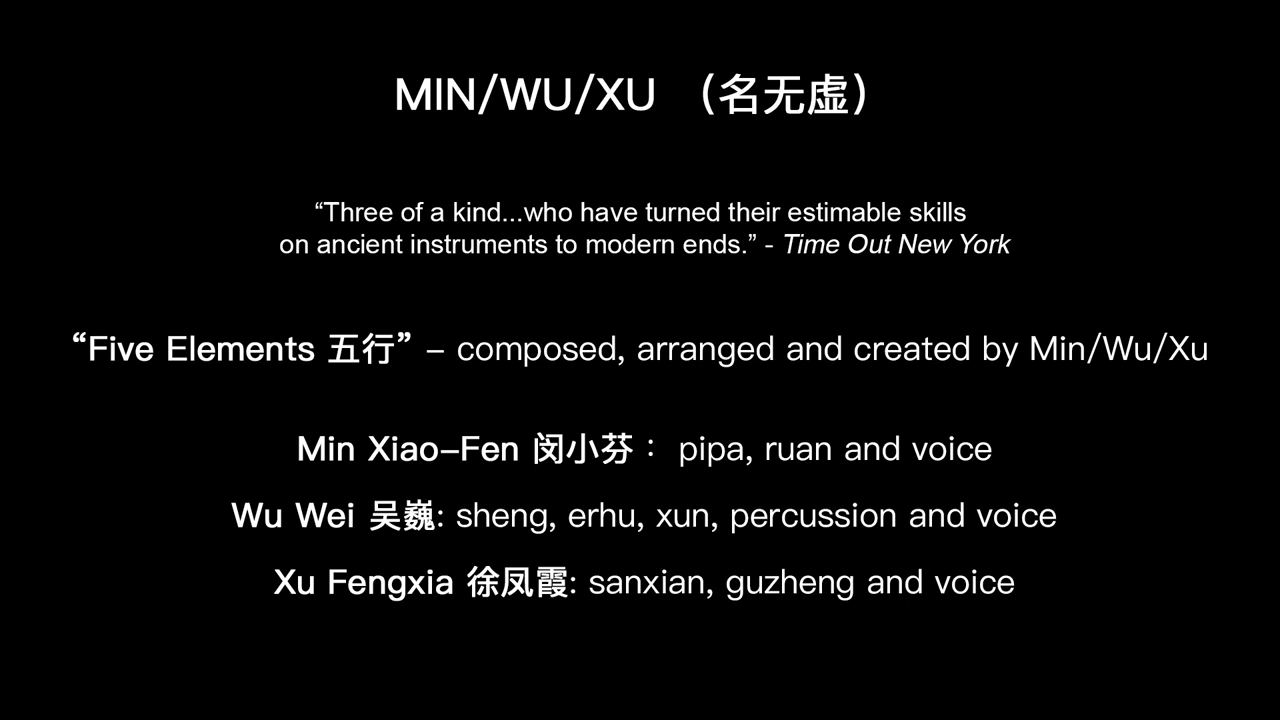 MIN/WU/XU （名无虚）
“Three of a kind...who have turned their estimable skills
on ancient instruments to modern ends.” - Time Out New York
“Five Elements 五行” – composed, arranged and created by Min/Wu/Xu
Min Xiao–Fen 闵小芬： pipa, ruan and voice
Wu Wei 吴巍: sheng, erhu, xun, percussion and voice
Xu Fengxia 徐凤霞: sanxian, guzheng and voice